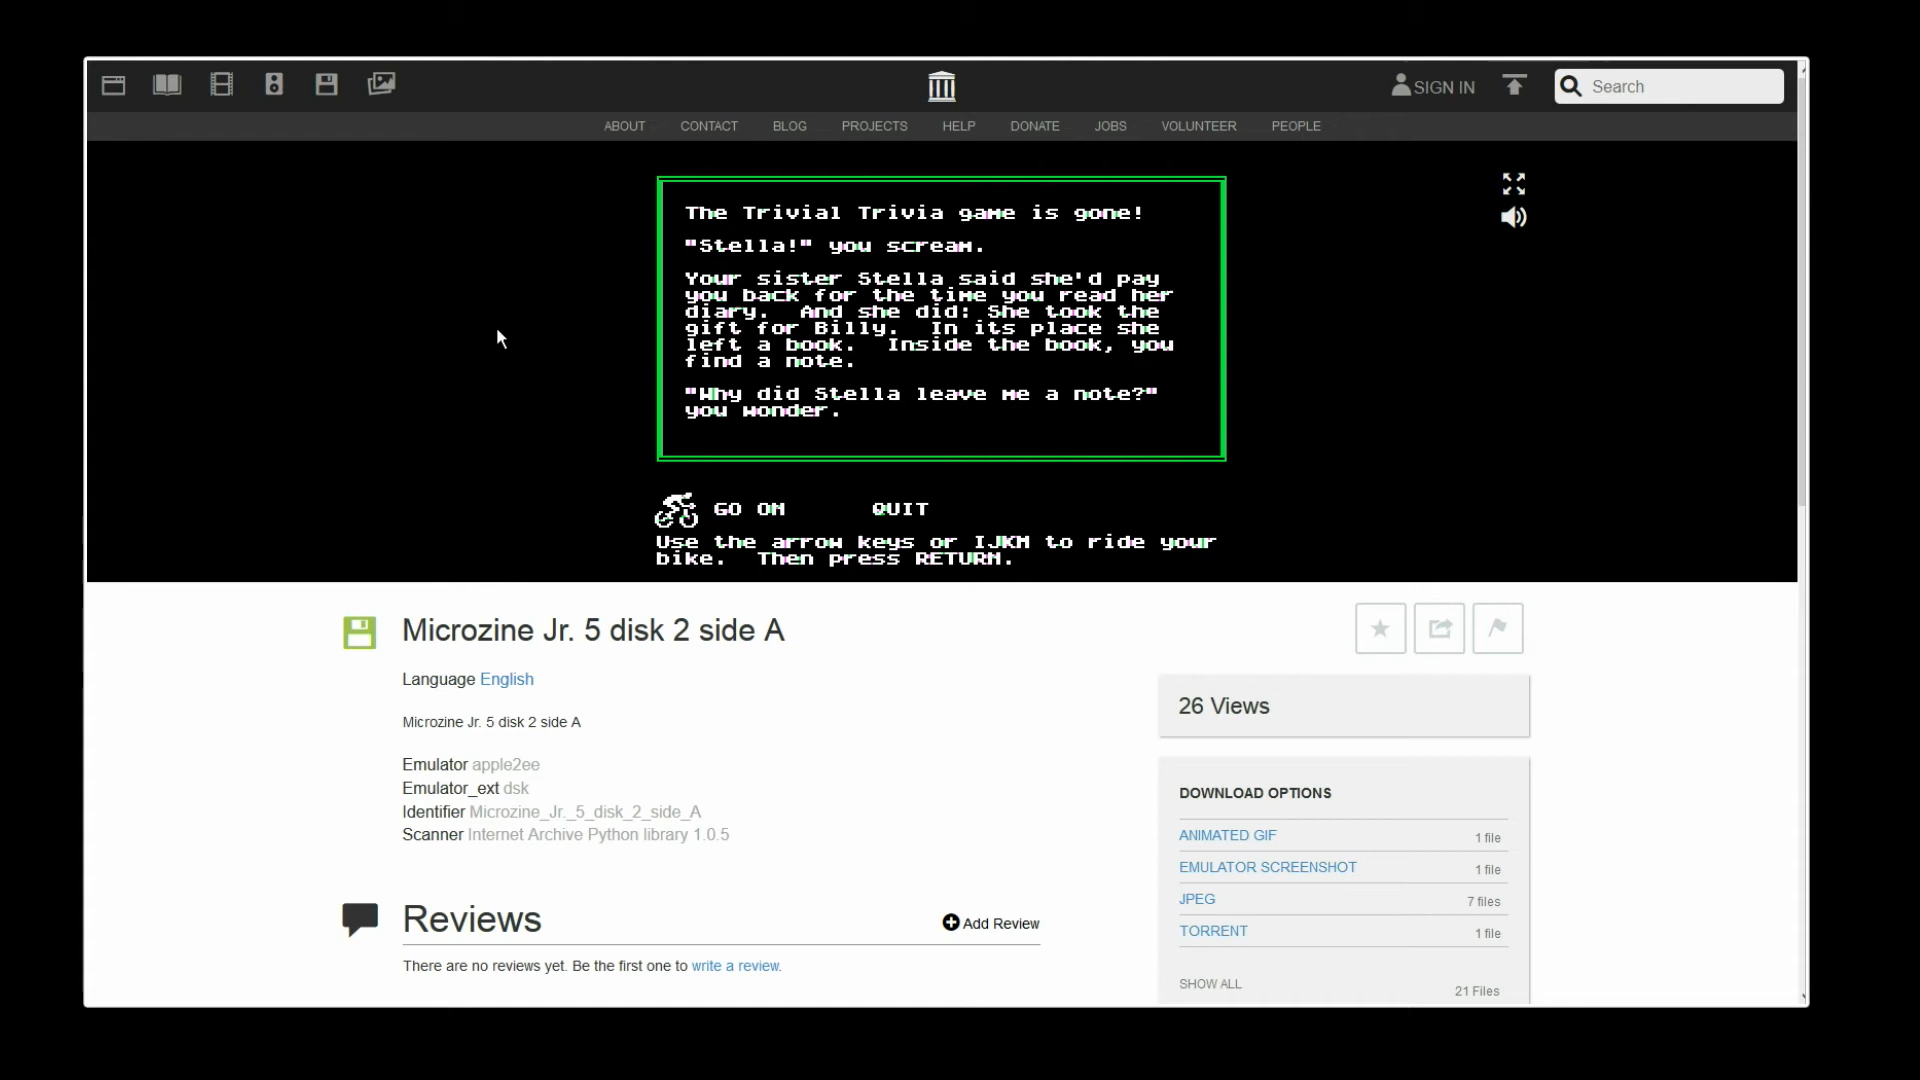 SIGN IN
Search
ABOUT CONTACT BLOG PROJECTS HELP DONATE JOBS VOLUNTEER PEOPLE
The Trivial Trivia game is gone!
"Stella!" you scream.
Your sister Stella said she'd pay
you back for the time you read her
diary. And she did: She took the
gift for Billy. In its place she
left a book. Inside the book, you
find a note.
"Why did Stella leave me a note?"
you wonder.
GO ON QUIT
Use the arrow keys or IJKM to ride your
bike. Then press RETURN.
Microzine Jr. 5 disk 2 side A
Language English
Microzine Jr. 5 disk 2 side A
Emulator apple2ee
Emulator_ext dsk
Identifier Microzine_Jr._5_disk_2_side_A
Scanner Internet Archive Python library 1.0.5
Reviews
Add Review
There are no reviews yet. Be the first one to write a review.
26 Views
DOWNLOAD OPTIONS
ANIMATED GIF 1 file
EMULATOR SCREENSHOT 1 file
JPEG 7 files
TORRENT 1 file
SHOW ALL 21 Files